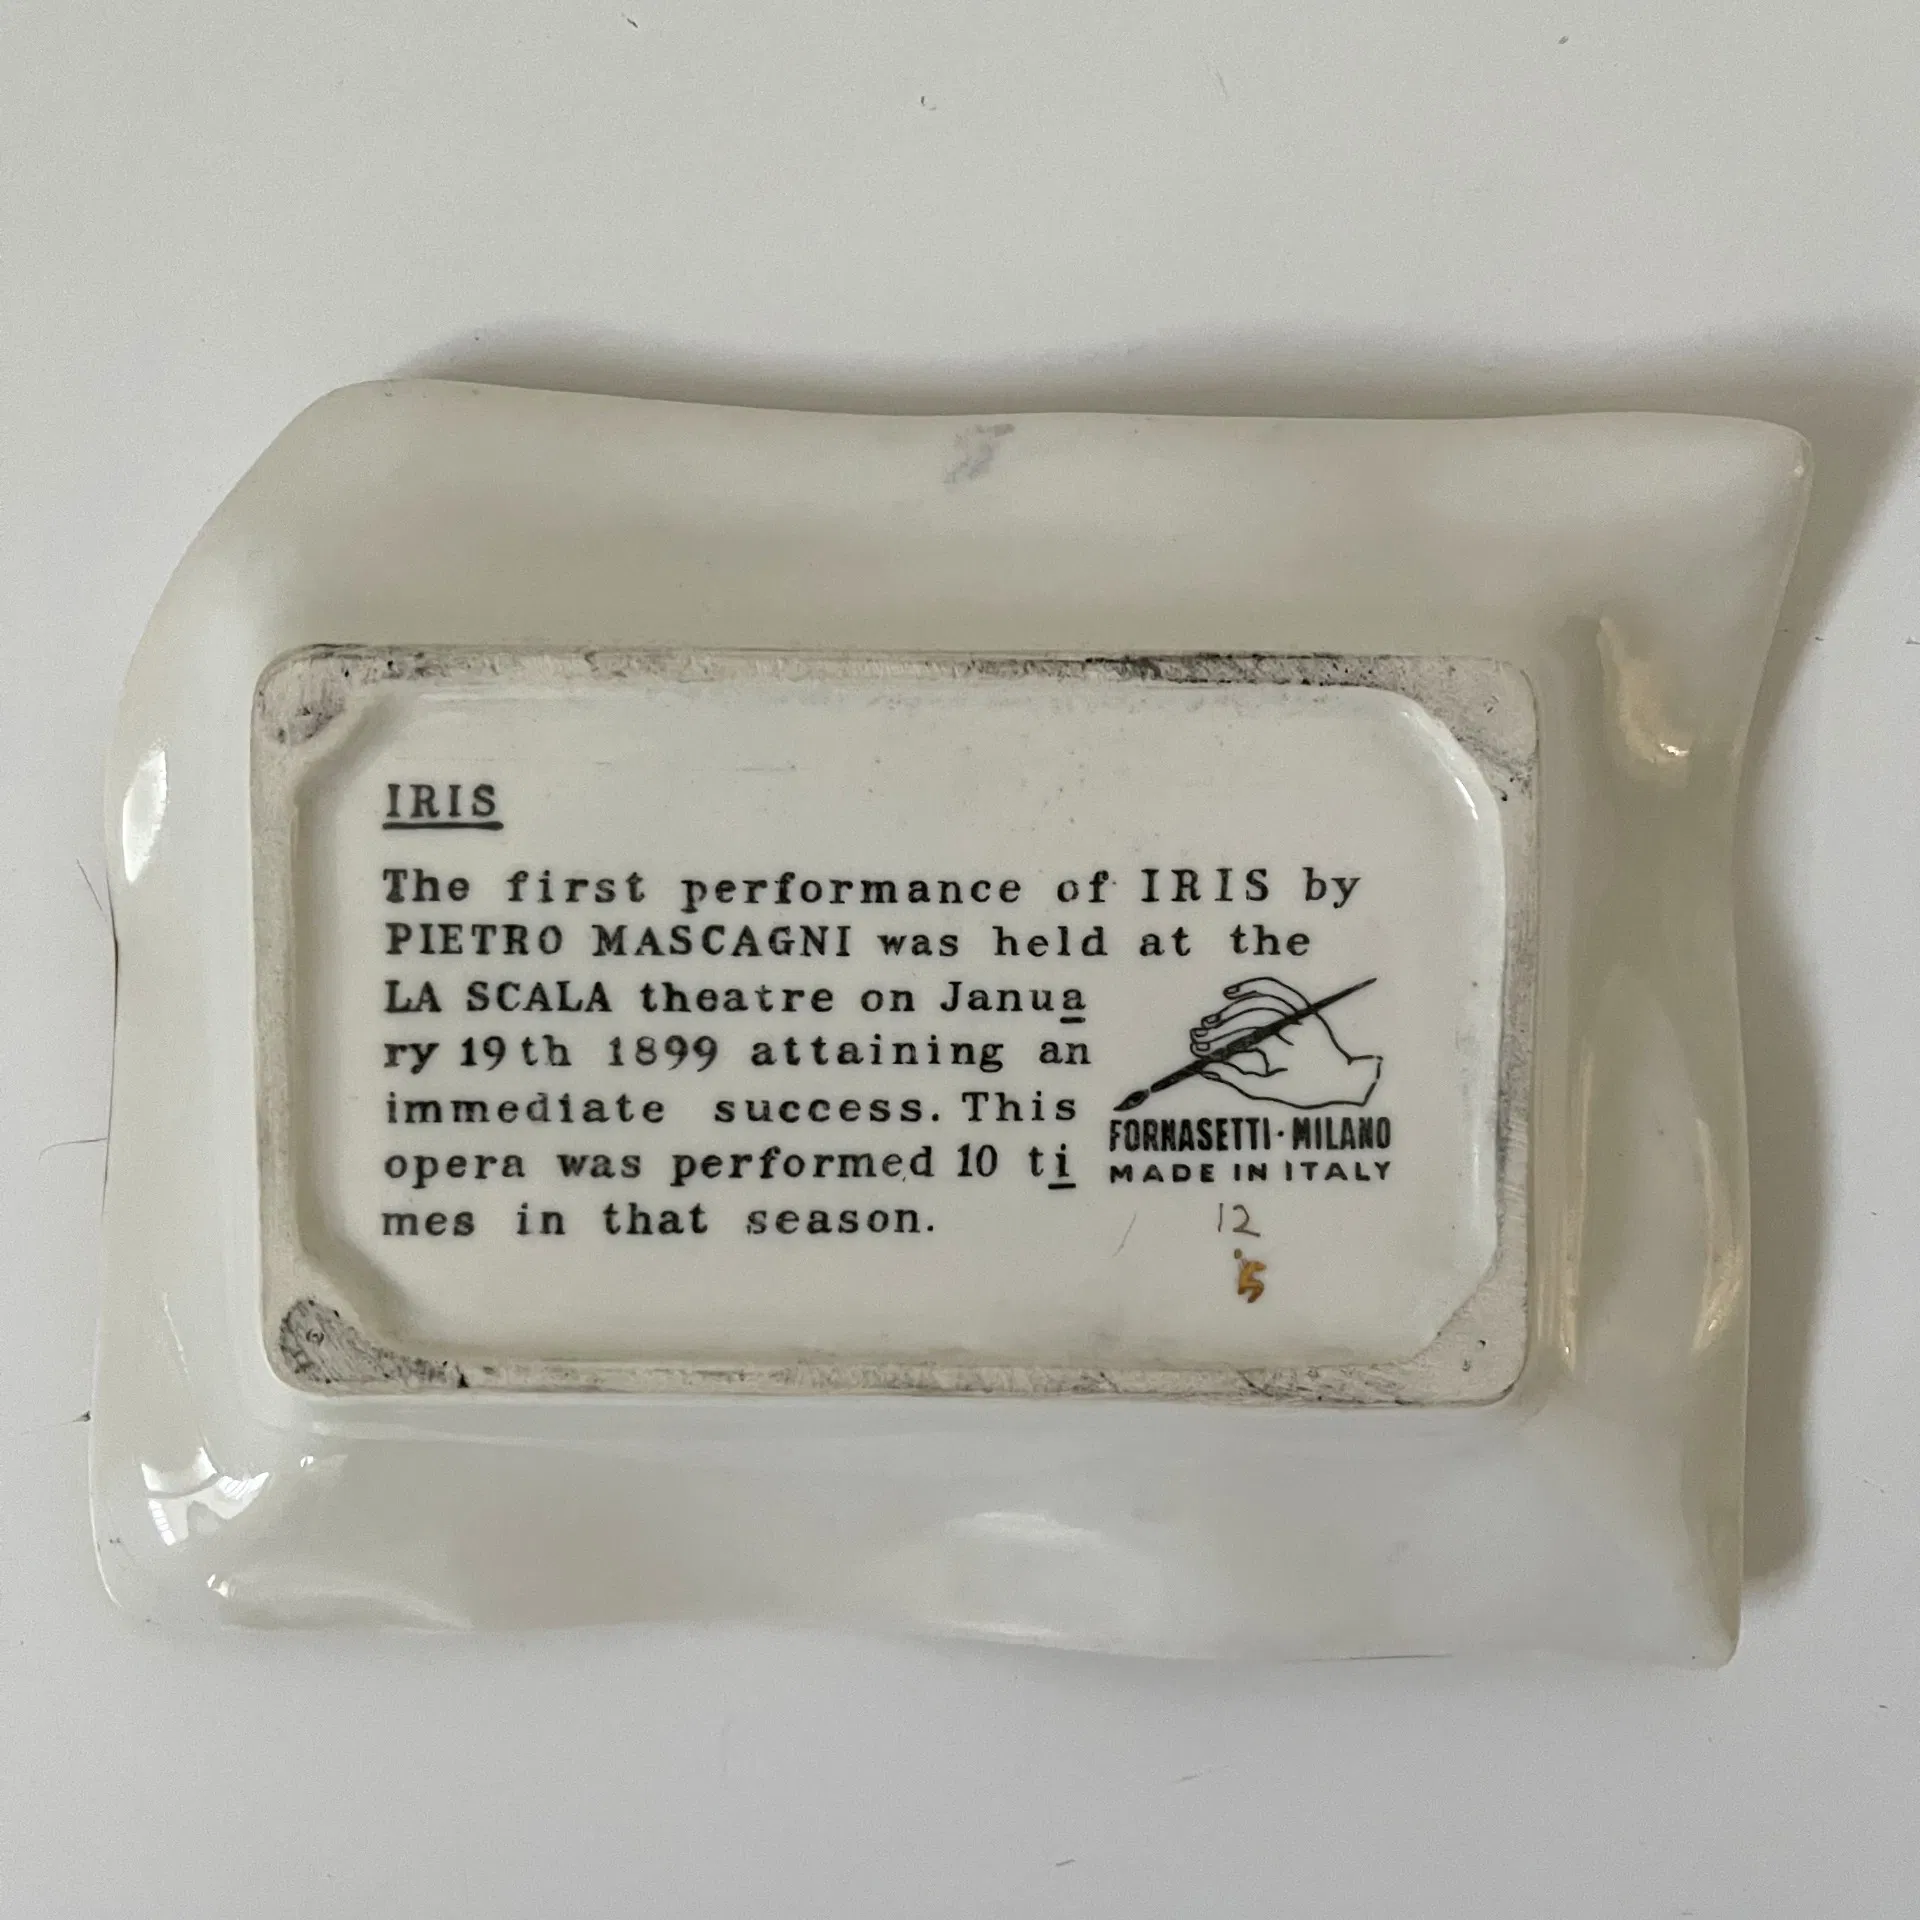 IRIS
The first performance of IRIS by
PIETRO MASCAGNI was held at the
LA SCALA theatre on Janua
ry 19th 1899 attaining an
immediate success. This
opera was performed 10 ti
mes in that season.
FORNASETTI·MILANO
MADE IN ITALY
12
5